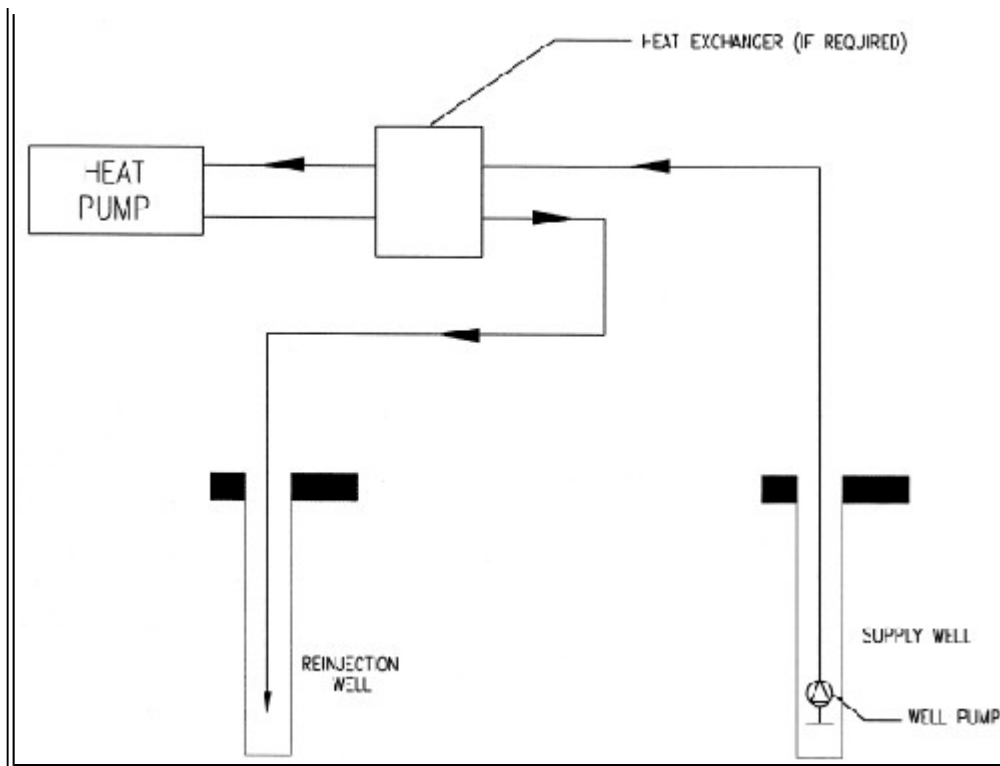 HEAT EXCHANGER (IF REQUIRED)
HEAT
PUMP
REINJECTION
WELL
SUPPLY WELL
WELL PUMP